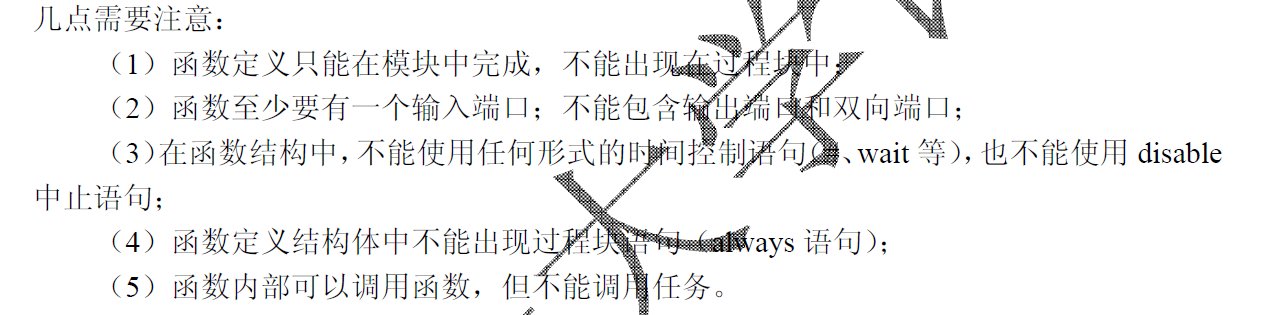 几点需要注意：
（1）函数定义只能在模块中完成，不能出现在过程块中；
（2）函数至少要有一个输入端口；不能包含输出端口和双向端口；
（3）在函数结构中，不能使用任何形式的时间控制语句（#、wait 等），也不能使用 disable
中止语句；
（4）函数定义结构体中不能出现过程块语句（always 语句）；
（5）函数内部可以调用函数，但不能调用任务。